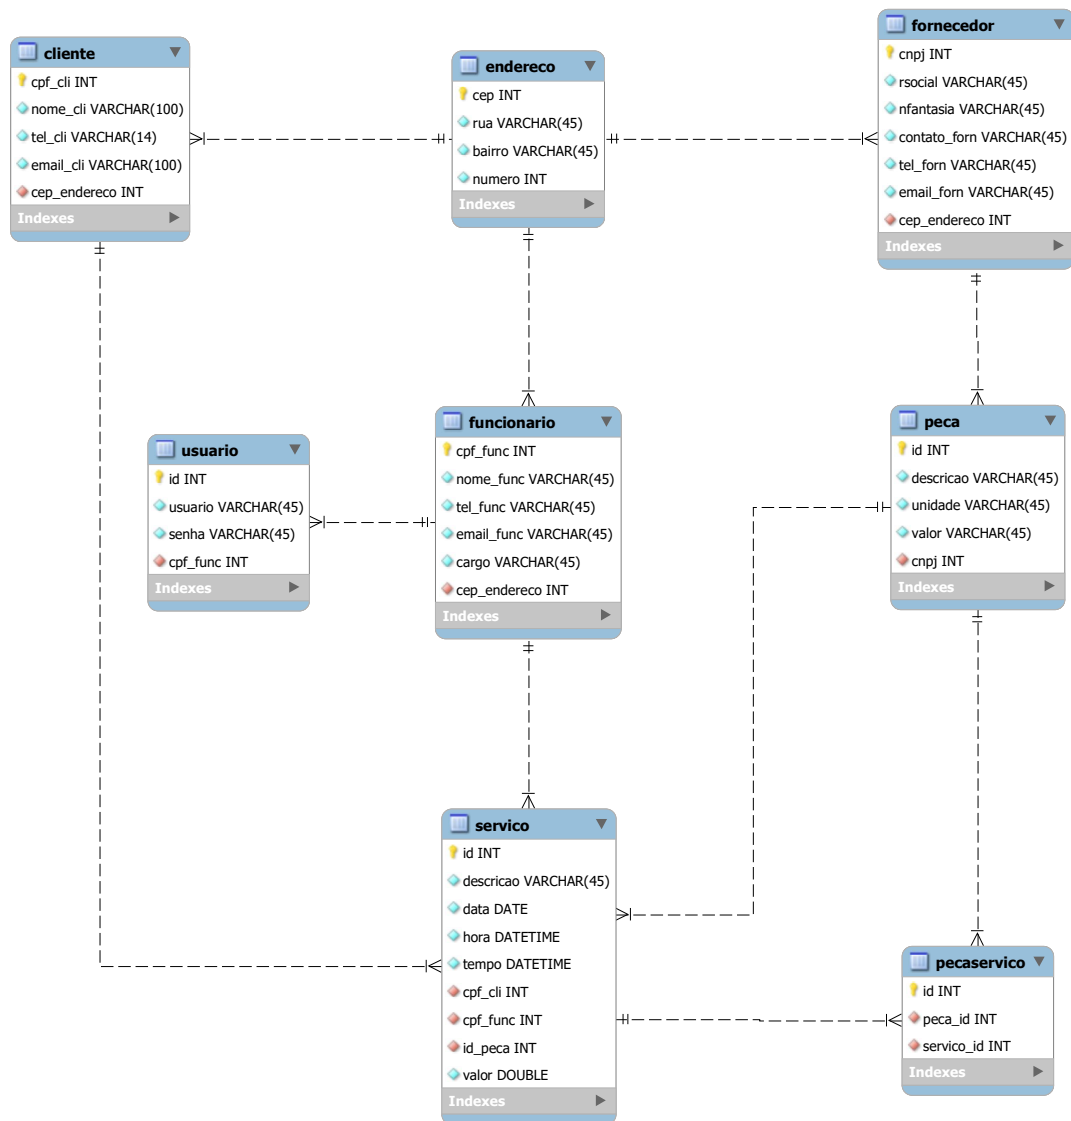 cliente
cpf_cli INT
nome_cli VARCHAR(100)
tel_cli VARCHAR(14)
email_cli VARCHAR(100)
cep_endereco INT
Indexes
endereco
cep INT
rua VARCHAR(45)
bairro VARCHAR(45)
numero INT
Indexes
fornecedor
cnpj INT
rsocial VARCHAR(45)
nfantasia VARCHAR(45)
contato_forn VARCHAR(45)
tel_forn VARCHAR(45)
email_forn VARCHAR(45)
cep_endereco INT
Indexes
usuario
id INT
usuario VARCHAR(45)
senha VARCHAR(45)
cpf_func INT
Indexes
funcionario
cpf_func INT
nome_func VARCHAR(45)
tel_func VARCHAR(45)
email_func VARCHAR(45)
cargo VARCHAR(45)
cep_endereco INT
Indexes
peca
id INT
descricao VARCHAR(45)
unidade VARCHAR(45)
valor VARCHAR(45)
cnpj INT
Indexes
servico
id INT
descricao VARCHAR(45)
data DATE
hora DATETIME
tempo DATETIME
cpf_cli INT
cpf_func INT
id_peca INT
valor DOUBLE
Indexes
pecaservico
id INT
peca_id INT
servico_id INT
Indexes